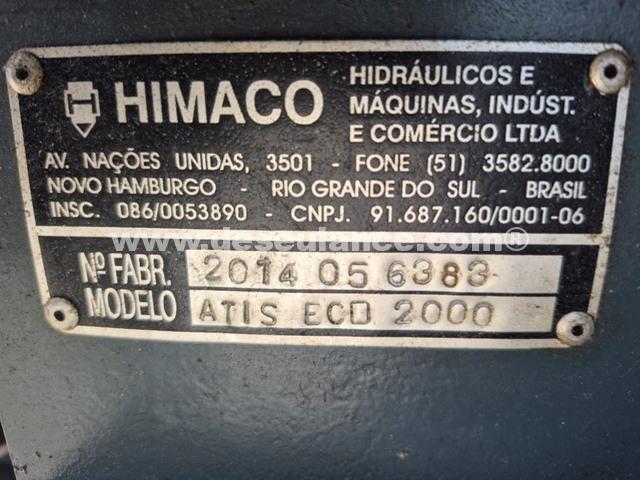 HIMACO
HIDRÁULICOS E
MÁQUINAS, INDÚST.
E COMÉRCIO LTDA
AV. NAÇÕES UNIDAS, 3501 - FONE (51) 3582.8000
NOVO HAMBURGO - RIO GRANDE DO SUL - BRASIL
INSC. 086/0053890 - CNPJ. 91.687.160/0001-06
www.desculance.com®
Nº FABR. 2014 05 6383
MODELO ATIS ECO 2000